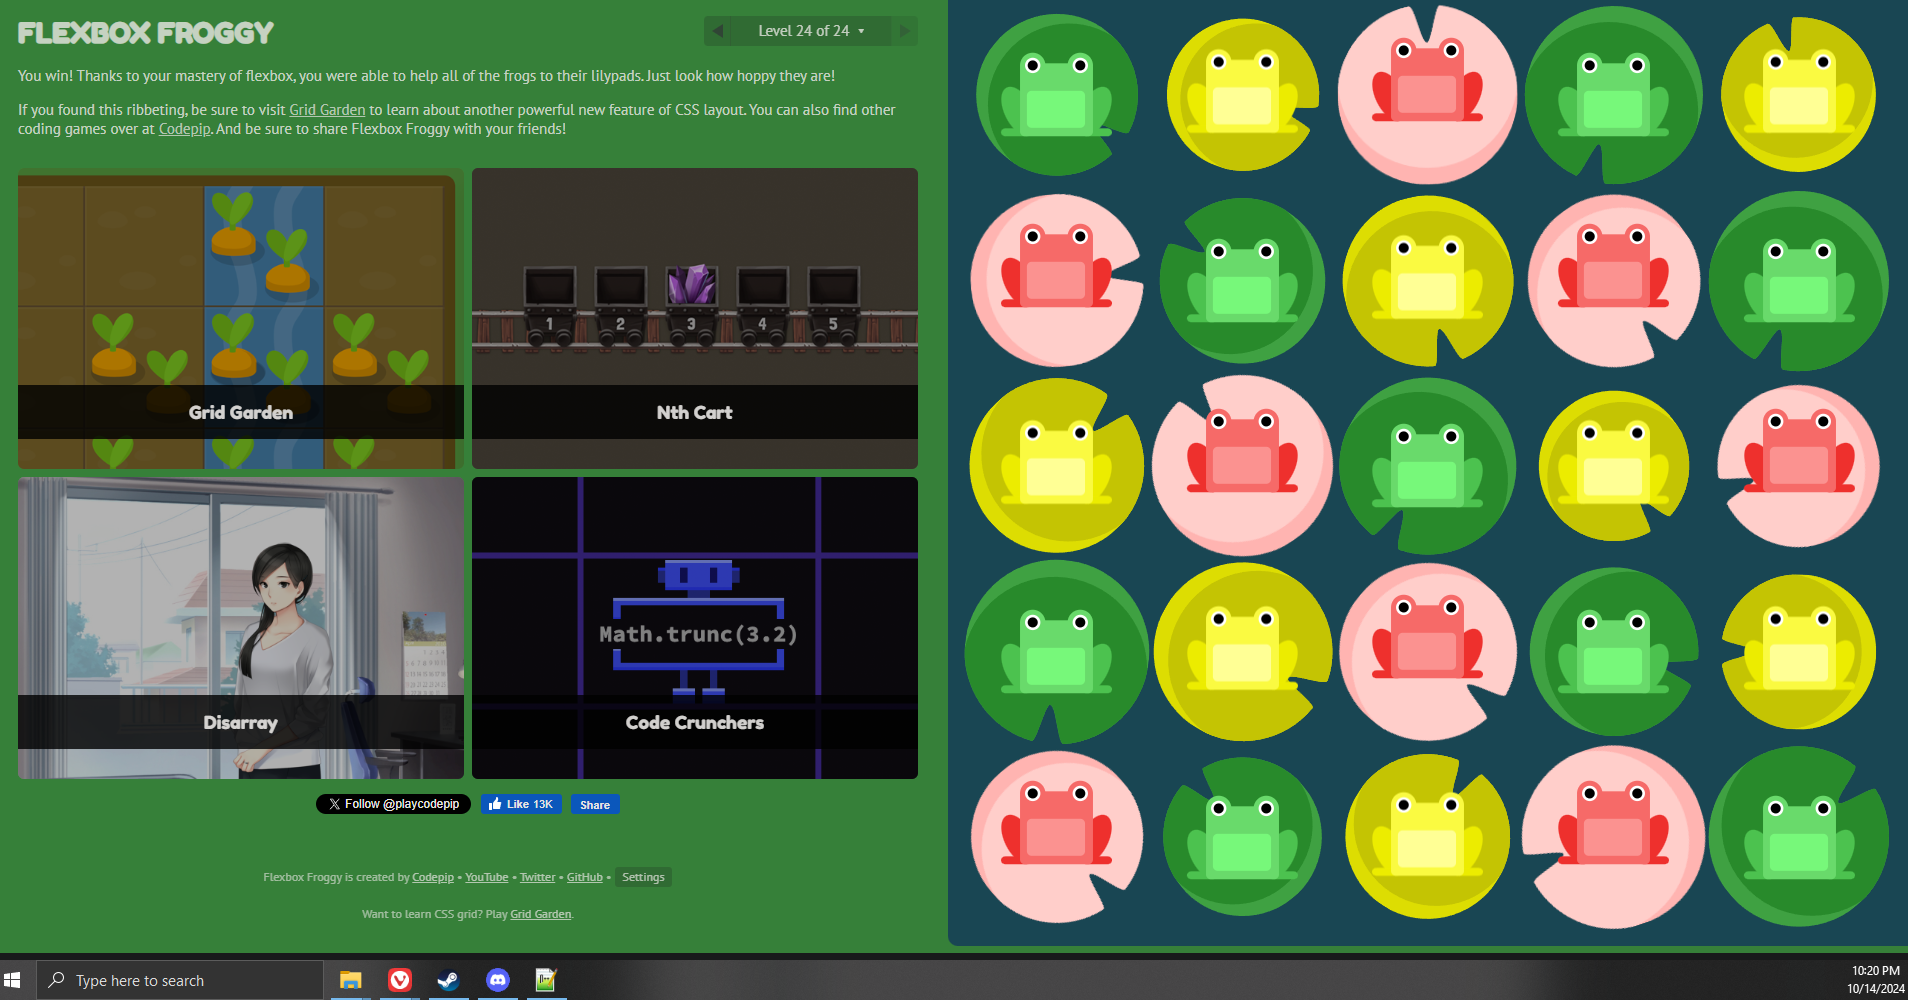 FLEXBOX FROGGY
Level 24 of 24
You win! Thanks to your mastery of flexbox, you were able to help all of the frogs to their lilypads. Just look how hoppy they are!
If you found this ribbeting, be sure to visit Grid Garden to learn about another powerful new feature of CSS layout. You can also find other
coding games over at Codepip. And be sure to share Flexbox Froggy with your friends!
Grid Garden
1 2 3 4 5
Nth Cart
Disarray
Math.trunc(3.2)
Code Crunchers
Follow @playcodepip
Like 13K
Share
Flexbox Froggy is created by Codepip • YouTube • Twitter • GitHub • Settings
Want to learn CSS grid? Play Grid Garden.
Type here to search
10:20 PM
10/14/2024